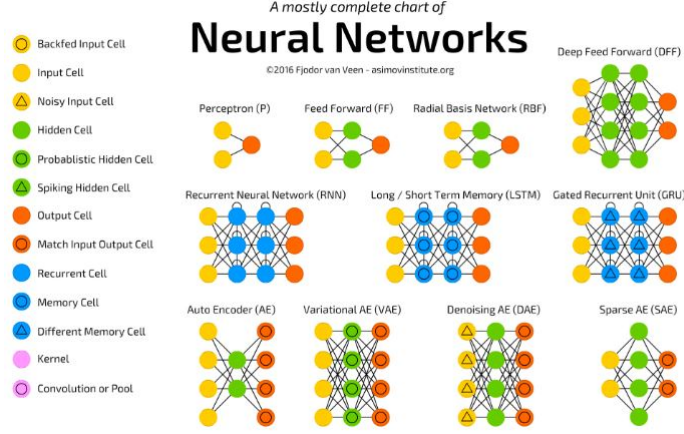 A mostly complete chart of
Neural Networks
©2016 Fjodor van Veen - asimovinstitute.org
Backfed Input Cell
Input Cell
Noisy Input Cell
Hidden Cell
Probablistic Hidden Cell
Spiking Hidden Cell
Output Cell
Match Input Output Cell
Recurrent Cell
Memory Cell
Different Memory Cell
Kernel
Convolution or Pool
Deep Feed Forward (DFF)
Perceptron (P)
Feed Forward (FF)
Radial Basis Network (RBF)
Recurrent Neural Network (RNN)
Long / Short Term Memory (LSTM)
Gated Recurrent Unit (GRU)
Auto Encoder (AE)
Variational AE (VAE)
Denoising AE (DAE)
Sparse AE (SAE)